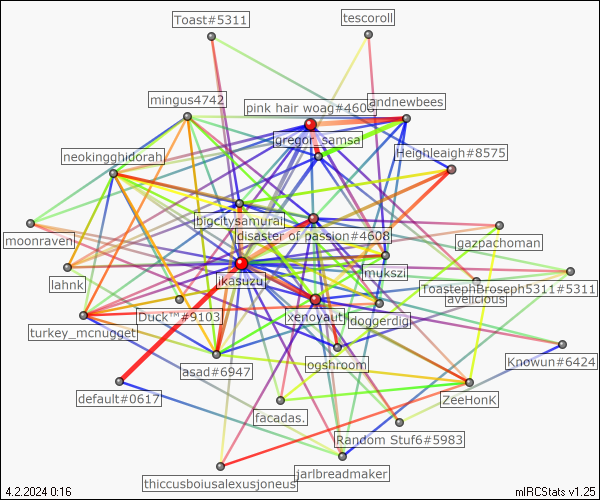 Toast#5311
tescoroll
mingus4742
pink hair woag#4606
andnewbees
gregor_samsa
neokingghidorah
Heighleaigh#8575
bigcitysamurai
moonraven
disaster of passion#4608
gazpachoman
mukszi
lahnk
ikasuzu
ToastephBroseph5311#5311
avelicious
Duck™#9103
xenoyautl
doggerdig
turkey_mcnugget
asad#6947
ogshroom
Knowun#6424
default#0617
ZeeHonK
facadas.
Random Stuf6#5983
jarlbreadmaker
thiccusboiusalexusjoneus
4.2.2024 0:16
mIRCStats v1.25